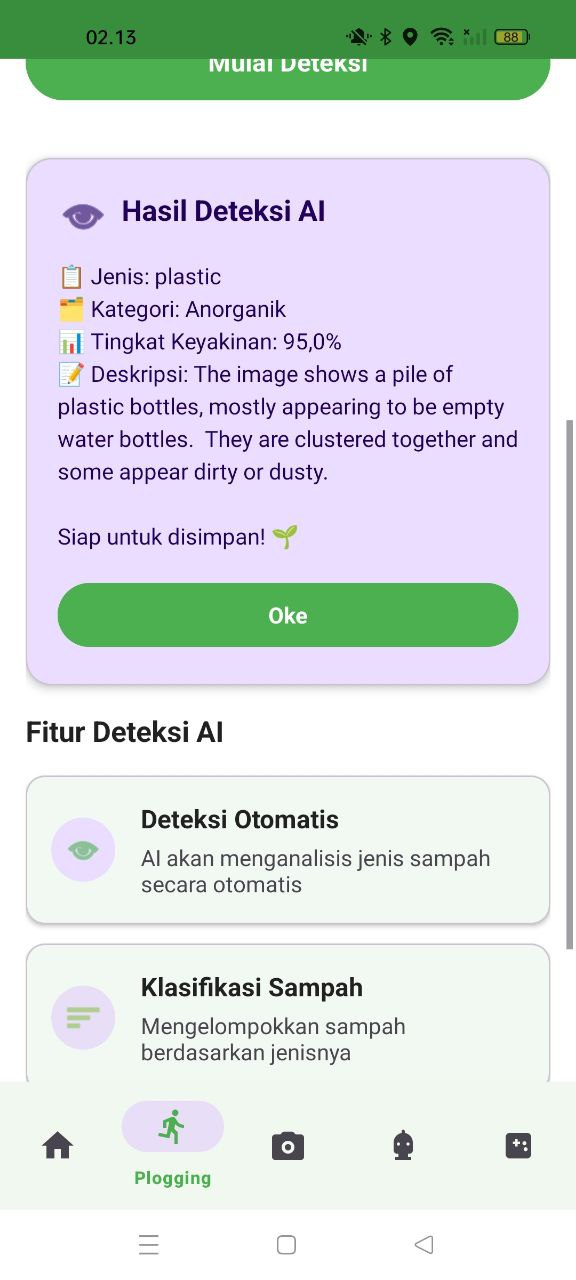 02.13
88
Mulai Deteksi
Hasil Deteksi AI
📋 Jenis: plastic
🗂️ Kategori: Anorganik
📊 Tingkat Keyakinan: 95,0%
📝 Deskripsi: The image shows a pile of
plastic bottles, mostly appearing to be empty
water bottles.  They are clustered together and
some appear dirty or dusty.
Siap untuk disimpan! 🌱
Oke
Fitur Deteksi AI
Deteksi Otomatis
AI akan menganalisis jenis sampah
secara otomatis
Klasifikasi Sampah
Mengelompokkan sampah
berdasarkan jenisnya
Plogging